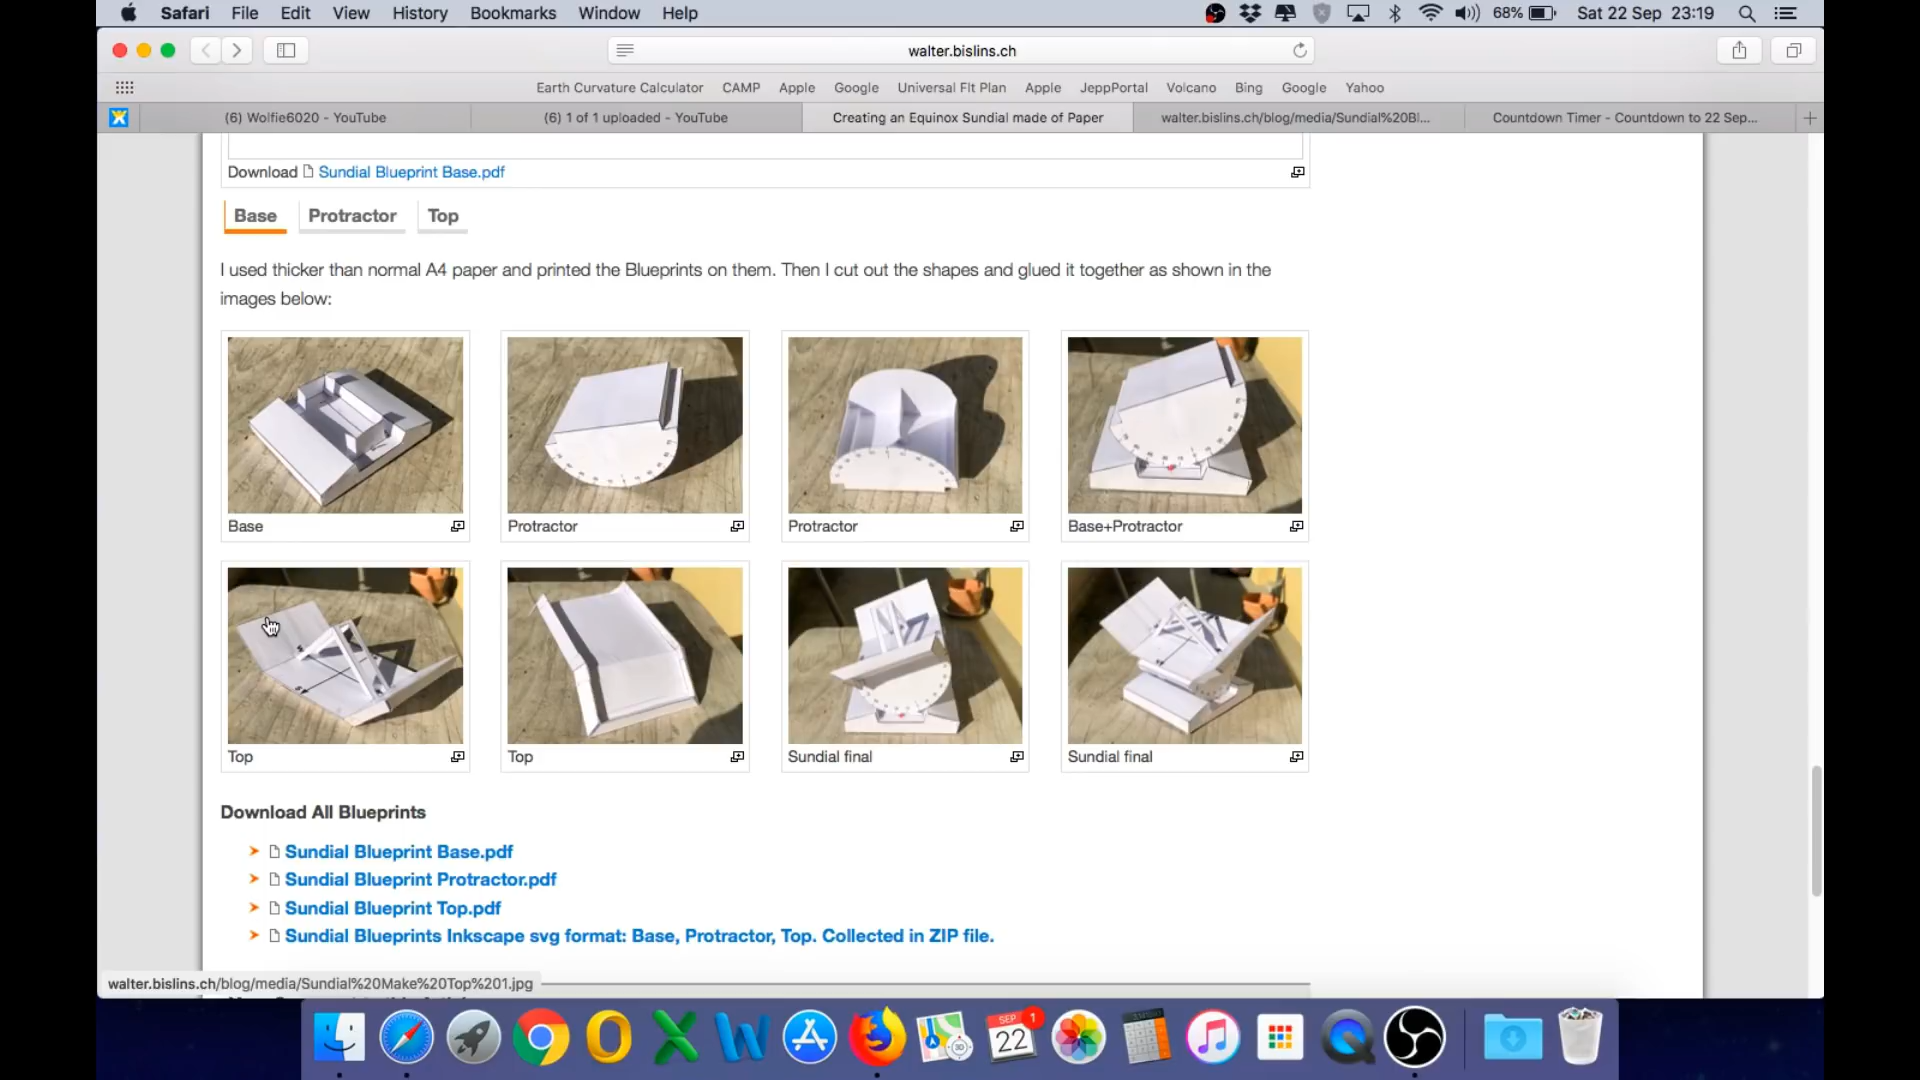 Safari File Edit View History Bookmarks Window Help 68% Sat 22 Sep 23:19
walter.bislins.ch
Earth Curvature Calculator CAMP Apple Google Universal Flt Plan Apple JeppPortal Volcano Bing Google Yahoo
(6) Wolfie6020 - YouTube (6) 1 of 1 uploaded - YouTube Creating an Equinox Sundial made of Paper walter.bislins.ch/blog/media/Sundial%20Bl... Countdown Timer - Countdown to 22 Sep...
Download Sundial Blueprint Base.pdf
Base Protractor Top
I used thicker than normal A4 paper and printed the Blueprints on them. Then I cut out the shapes and glued it together as shown in the
images below:
Base Protractor Protractor Base+Protractor
Top Top Sundial final Sundial final
Download All Blueprints
Sundial Blueprint Base.pdf
Sundial Blueprint Protractor.pdf
Sundial Blueprint Top.pdf
Sundial Blueprints Inkscape svg format: Base, Protractor, Top. Collected in ZIP file.
walter.bislins.ch/blog/media/Sundial%20Make%20Top%201.jpg
SEP 1
22